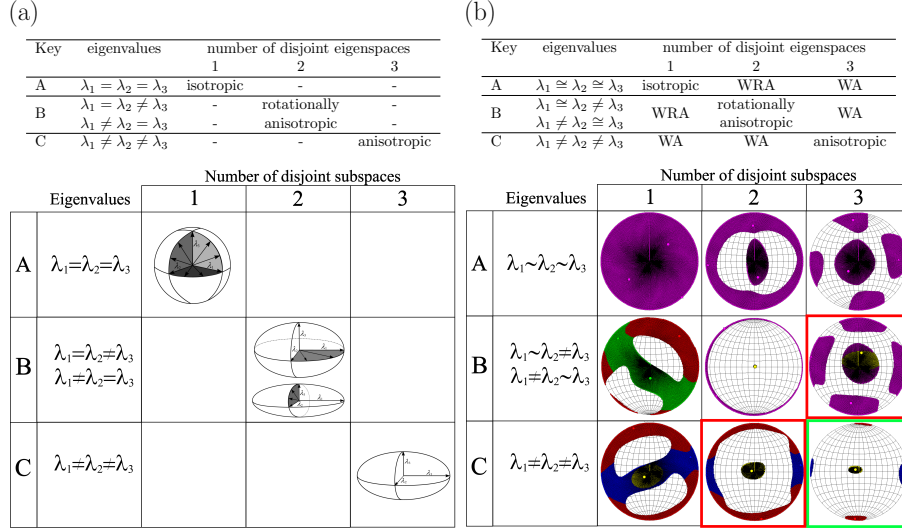 (a)
Key eigenvalues number of disjoint eigenspaces
1 2 3
A λ₁ = λ₂ = λ₃ isotropic - -
B λ₁ = λ₂ ≠ λ₃ - rotationally -
λ₁ ≠ λ₂ = λ₃ - anisotropic -
C λ₁ ≠ λ₂ ≠ λ₃ - - anisotropic
Number of disjoint subspaces
Eigenvalues 1 2 3
A λ₁=λ₂=λ₃
B λ₁=λ₂≠λ₃
λ₁≠λ₂=λ₃
C λ₁≠λ₂≠λ₃
(b)
Key eigenvalues number of disjoint eigenspaces
1 2 3
A λ₁ ≅ λ₂ ≅ λ₃ isotropic WRA WA
B λ₁ ≅ λ₂ ≠ λ₃ WRA rotationally WA
λ₁ ≠ λ₂ ≅ λ₃ anisotropic
C λ₁ ≠ λ₂ ≠ λ₃ WA WA anisotropic
Number of disjoint subspaces
Eigenvalues 1 2 3
A λ₁~λ₂~λ₃
B λ₁~λ₂≠λ₃
λ₁≠λ₂~λ₃
C λ₁≠λ₂≠λ₃